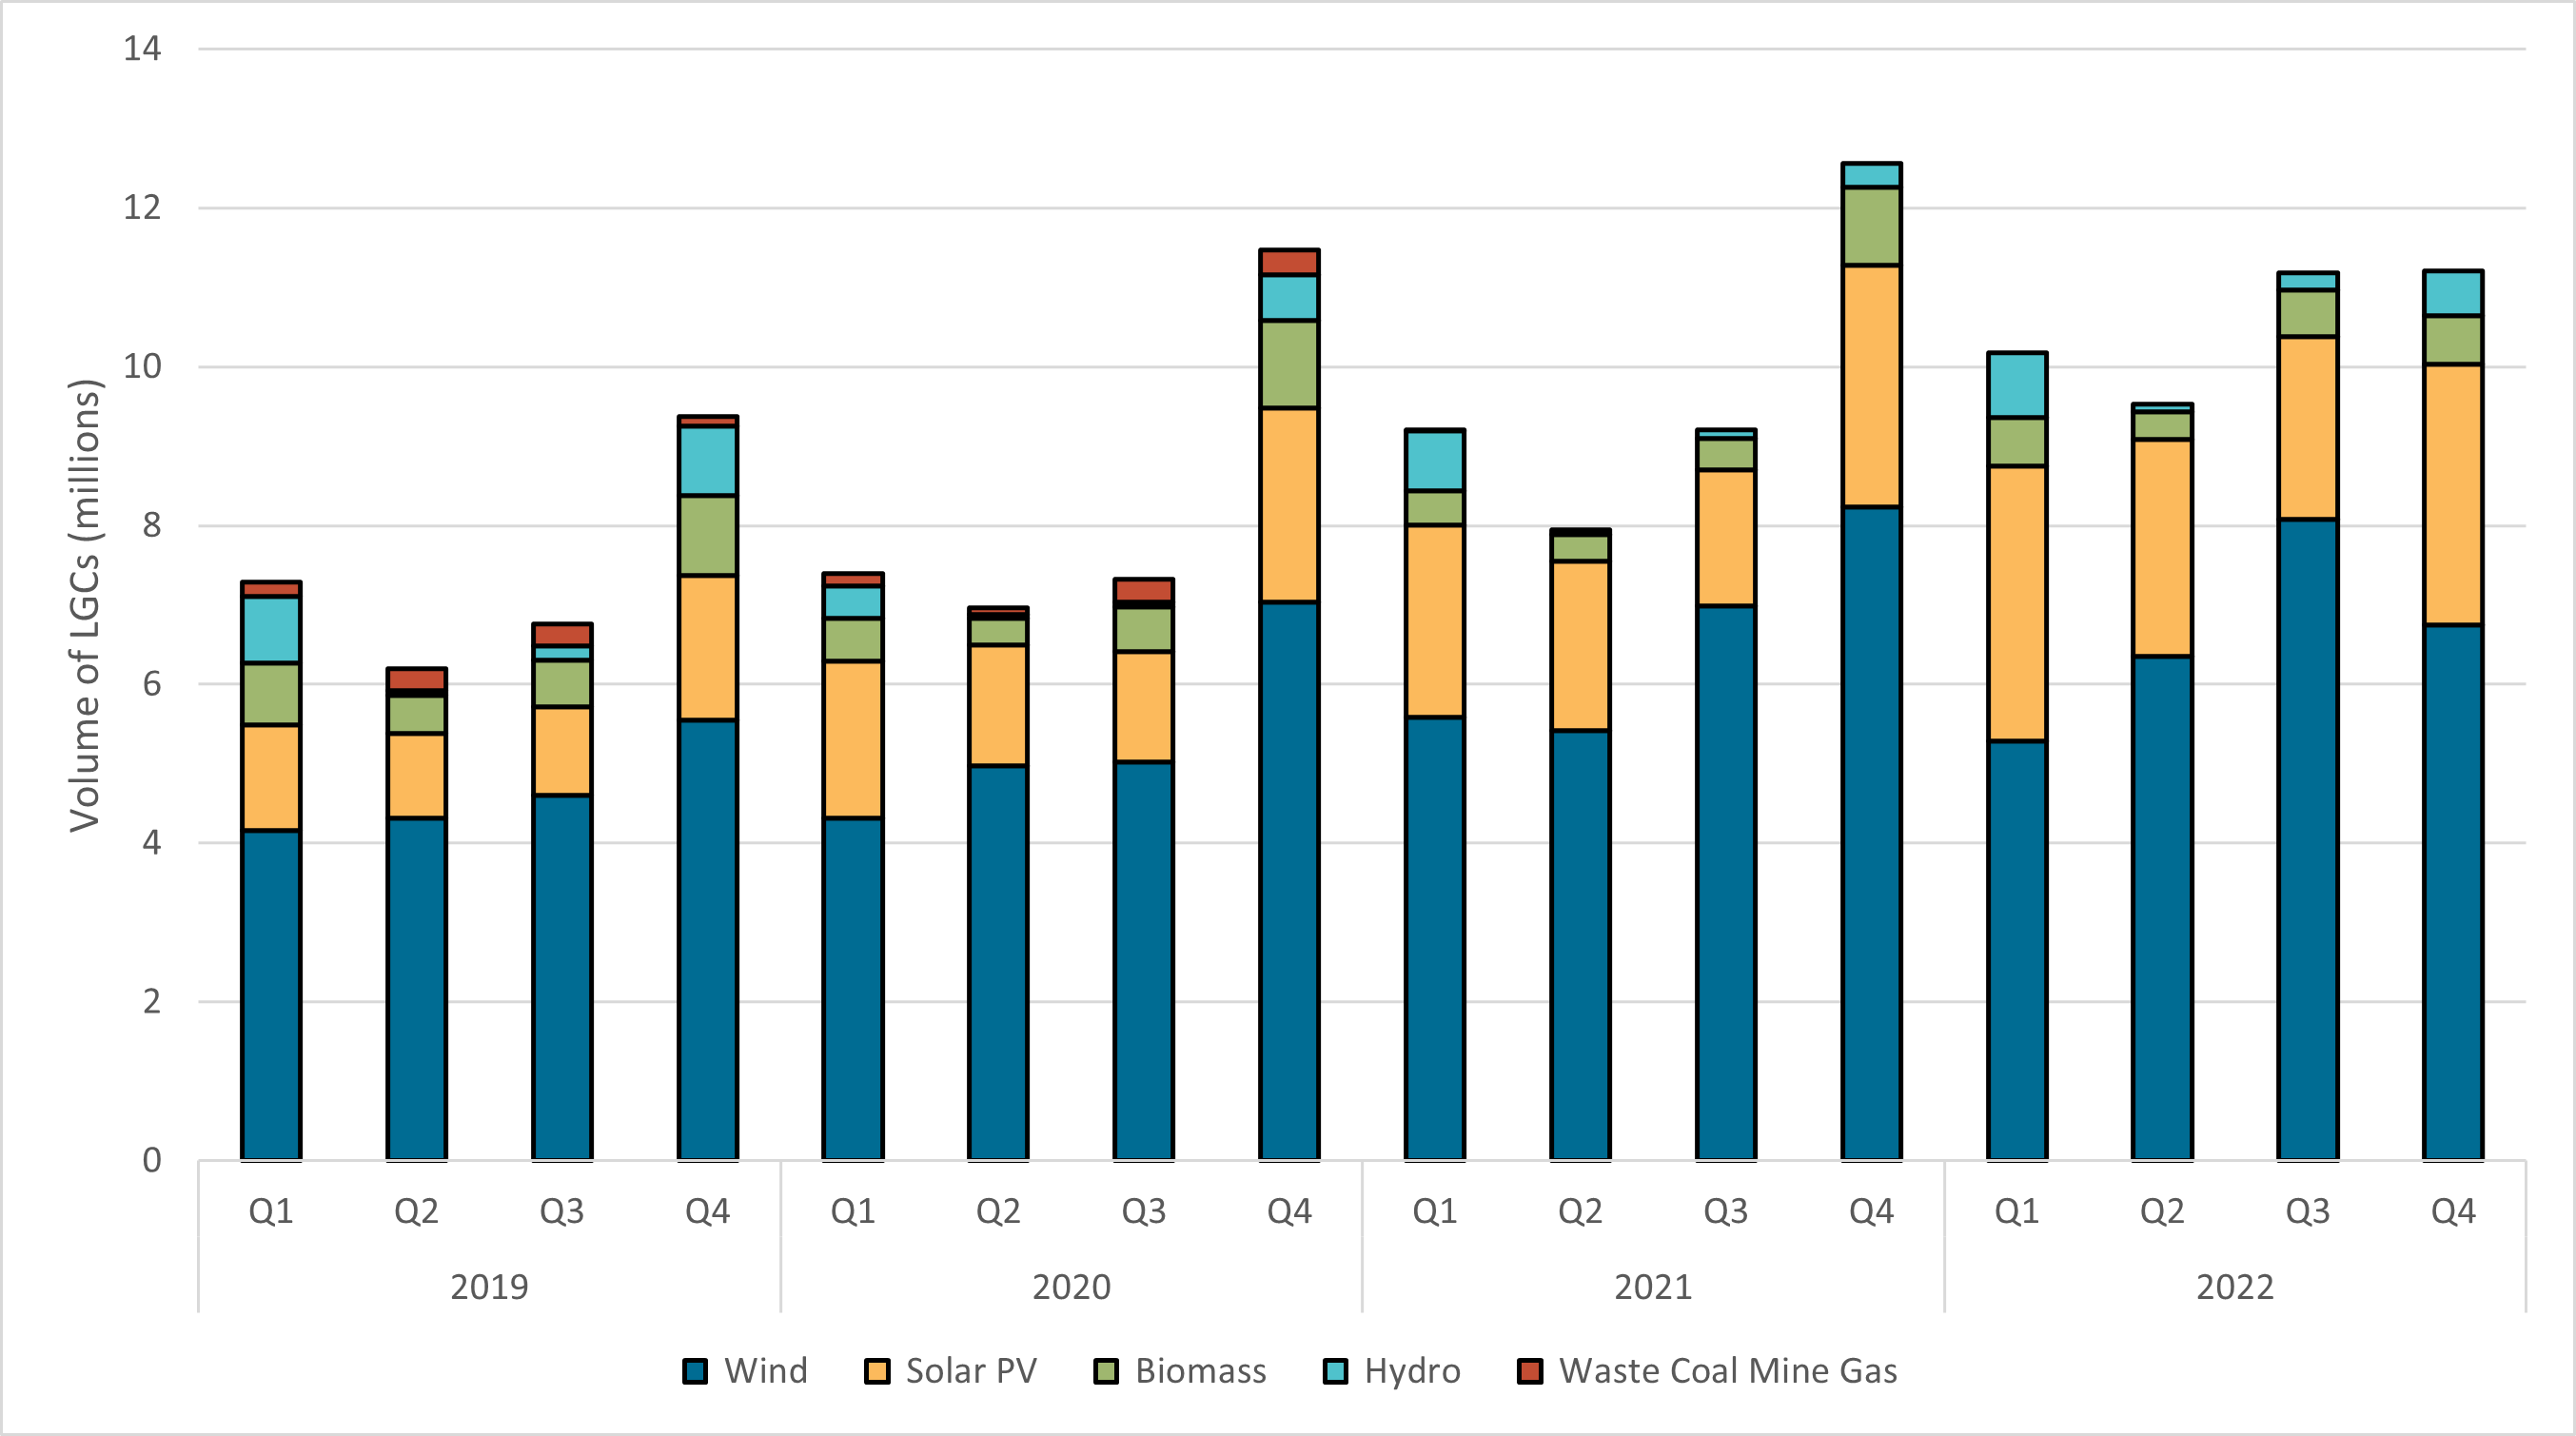 14
12
10
8
6
4
2
0
Volume of LGCs (millions)
Q1 Q2 Q3 Q4 Q1 Q2 Q3 Q4 Q1 Q2 Q3 Q4 Q1 Q2 Q3 Q4
2019 2020 2021 2022
Wind Solar PV Biomass Hydro Waste Coal Mine Gas